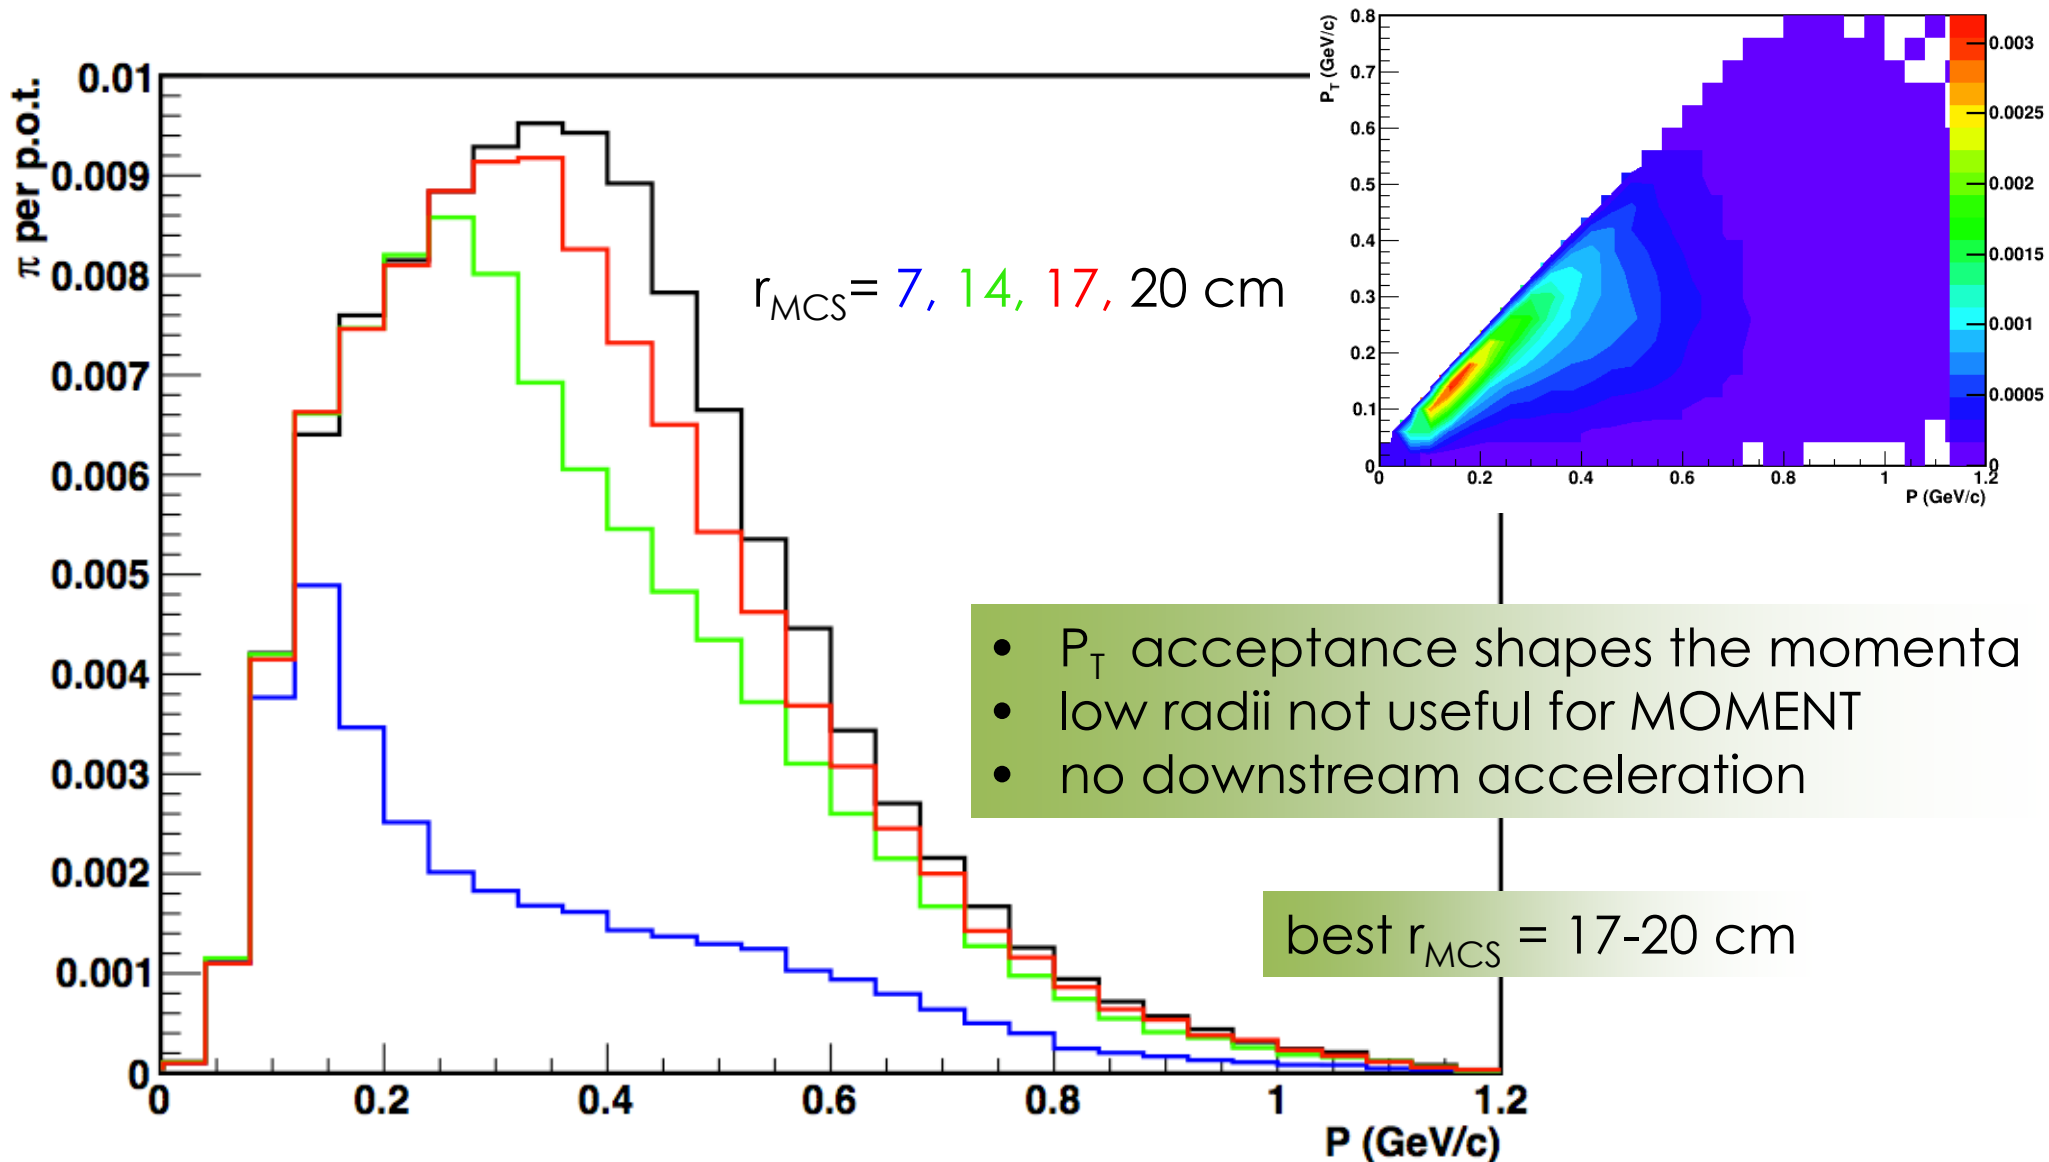 π per p.o.t.
0.01
0.009
0.008
0.007
0.006
0.005
0.004
0.003
0.002
0.001
0
0 0.2 0.4 0.6 0.8 1 1.2
P (GeV/c)
r_MCS= 7, 14, 17, 20 cm
P_T (GeV/c)
0.8
0.7
0.6
0.5
0.4
0.3
0.2
0.1
0
0 0.2 0.4 0.6 0.8 1 1.2
P (GeV/c)
0.003
0.0025
0.002
0.0015
0.001
0.0005
0
• P_T acceptance shapes the momenta
• low radii not useful for MOMENT
• no downstream acceleration
best r_MCS = 17-20 cm